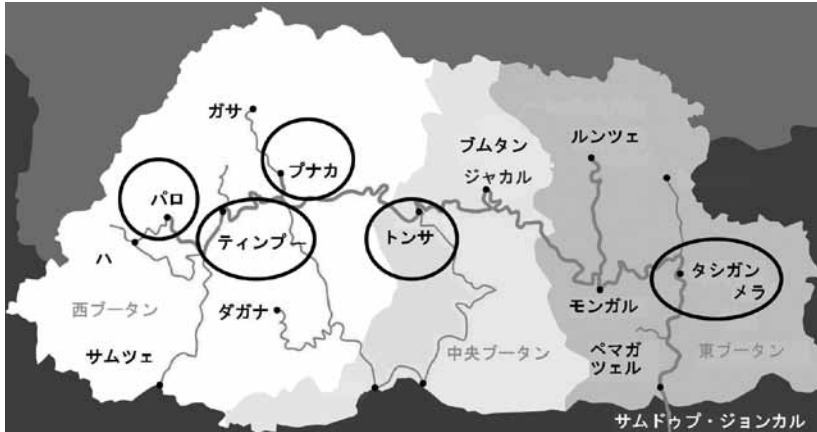 ガサ
プナカ
パロ
ティンプー
ハ
西ブータン
ダガナ
サムツェ
ブムタン
ジャカル
トンサ
中央ブータン
ルンツェ
タシガン
メラ
モンガル
ペマガ
ツェル
東ブータン
サムドゥプ・ジョンカル